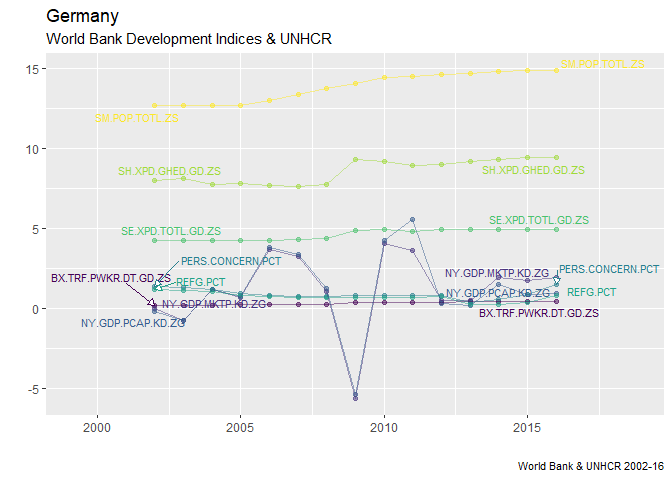 Germany
World Bank Development Indices & UNHCR
15
SM.POP.TOTL.ZS
SM.POP.TOTL.ZS
10
SH.XPD.GHED.GD.ZS
SH.XPD.GHED.GD.ZS
5
SE.XPD.TOTL.GD.ZS
SE.XPD.TOTL.GD.ZS
PERS.CONCERN.PCT
PERS.CONCERN.PCT
BX.TRF.PWKR.DT.GD.ZS
REFG.PCT
NY.GDP.MKTP.KD.ZG
NY.GDP.MKTP.KD.ZG
NY.GDP.PCAP.KD.ZG
REFG.PCT
0
NY.GDP.PCAP.KD.ZG
BX.TRF.PWKR.DT.GD.ZS
-5
2000
2005
2010
2015
World Bank & UNHCR 2002-16